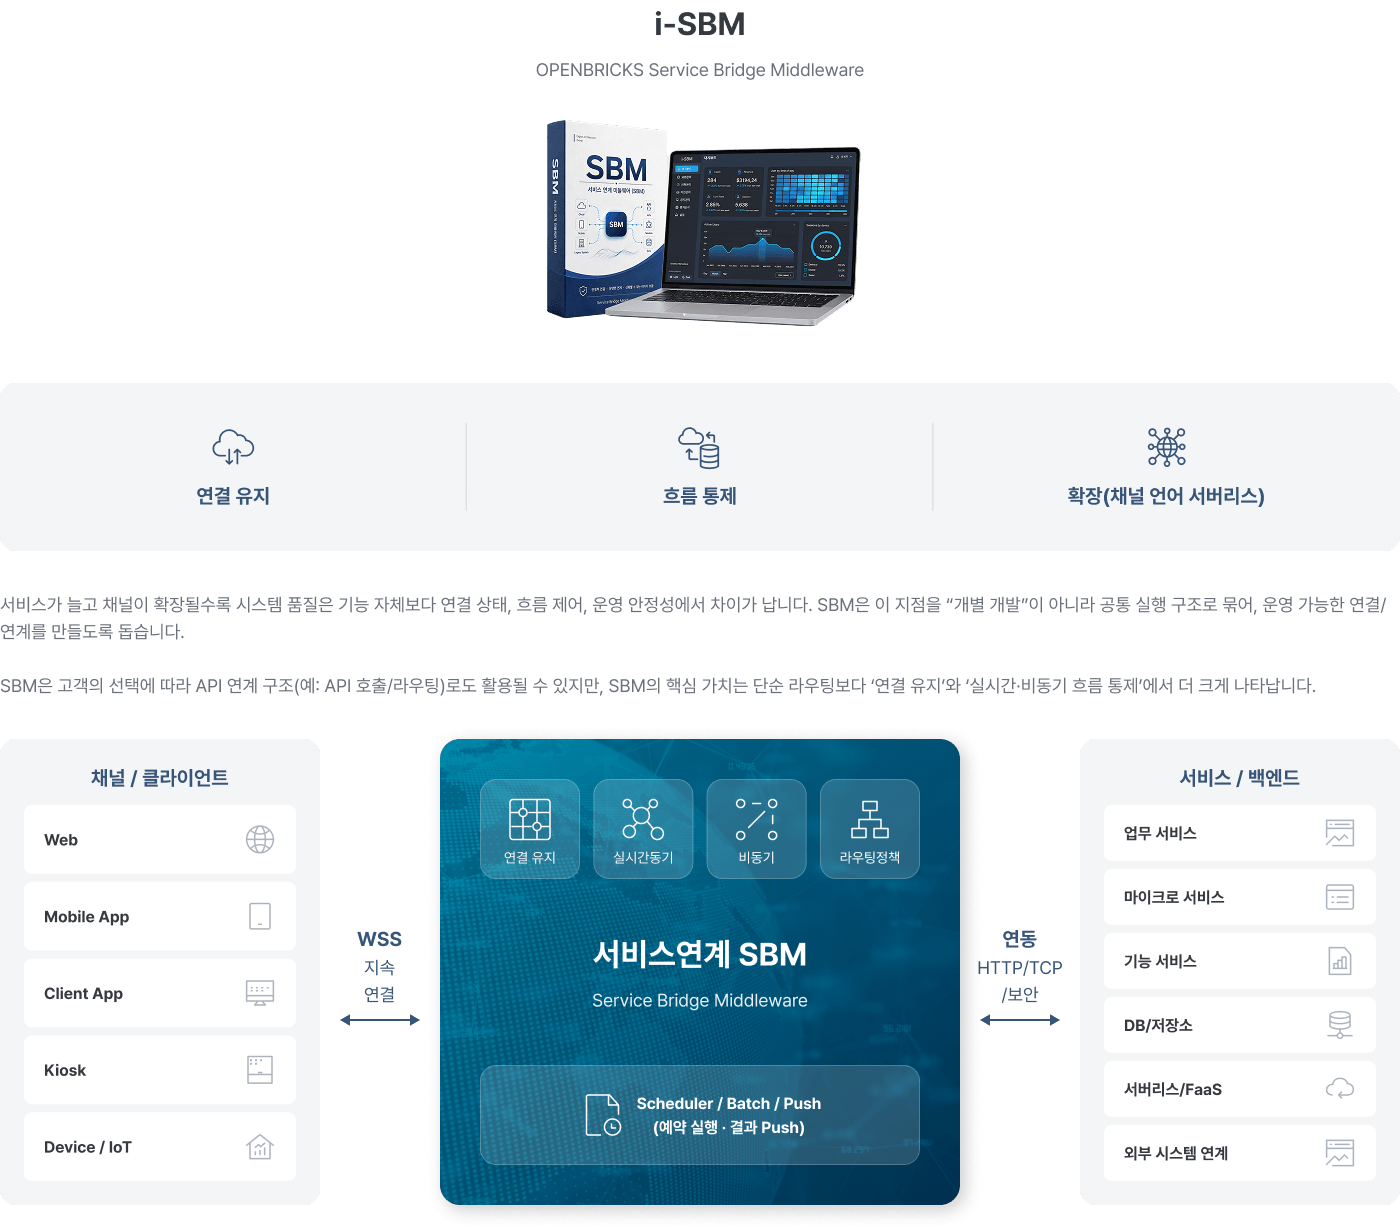 i-SBM
OPENBRICKS Service Bridge Middleware
SBM
SBM
서비스 연계 미들웨어 (SBM)
SBM
연결 유지
흐름 통제
확장(채널 언어 서버리스)
서비스가 늘고 채널이 확장될수록 시스템 품질은 기능 자체보다 연결 상태, 흐름 제어, 운영 안정성에서 차이가 납니다. SBM은 이 지점을 “개별 개발”이 아니라 공통 실행 구조로 묶어, 운영 가능한 연결/
연계를 만들도록 돕습니다.
SBM은 고객의 선택에 따라 API 연계 구조(예: API 호출/라우팅)로도 활용될 수 있지만, SBM의 핵심 가치는 단순 라우팅보다 ‘연결 유지’와 ‘실시간·비동기 흐름 통제’에서 더 크게 나타납니다.
채널 / 클라이언트
Web
Mobile App
Client App
Kiosk
Device / IoT
WSS
지속
연결
연결 유지
실시간동기
비동기
라우팅정책
서비스연계 SBM
Service Bridge Middleware
Scheduler / Batch / Push
(예약 실행 · 결과 Push)
연동
HTTP/TCP
/보안
서비스 / 백엔드
업무 서비스
마이크로 서비스
기능 서비스
DB/저장소
서버리스/FaaS
외부 시스템 연계